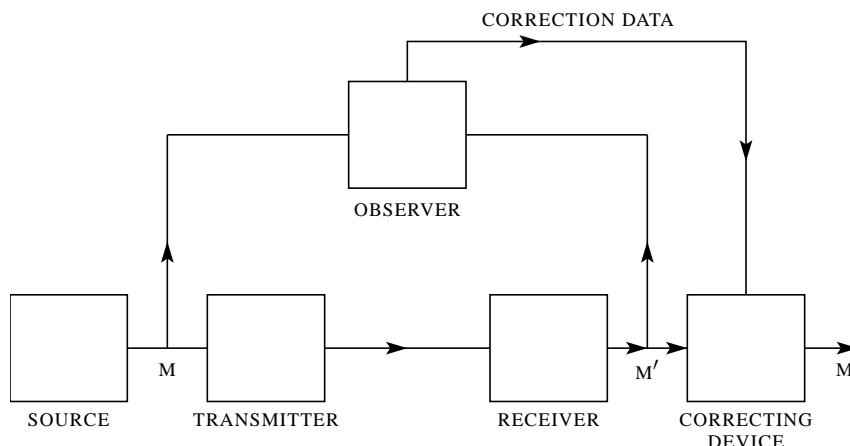 CORRECTION DATA
OBSERVER
M
M′
M
SOURCE
TRANSMITTER
RECEIVER
CORRECTING
DEVICE